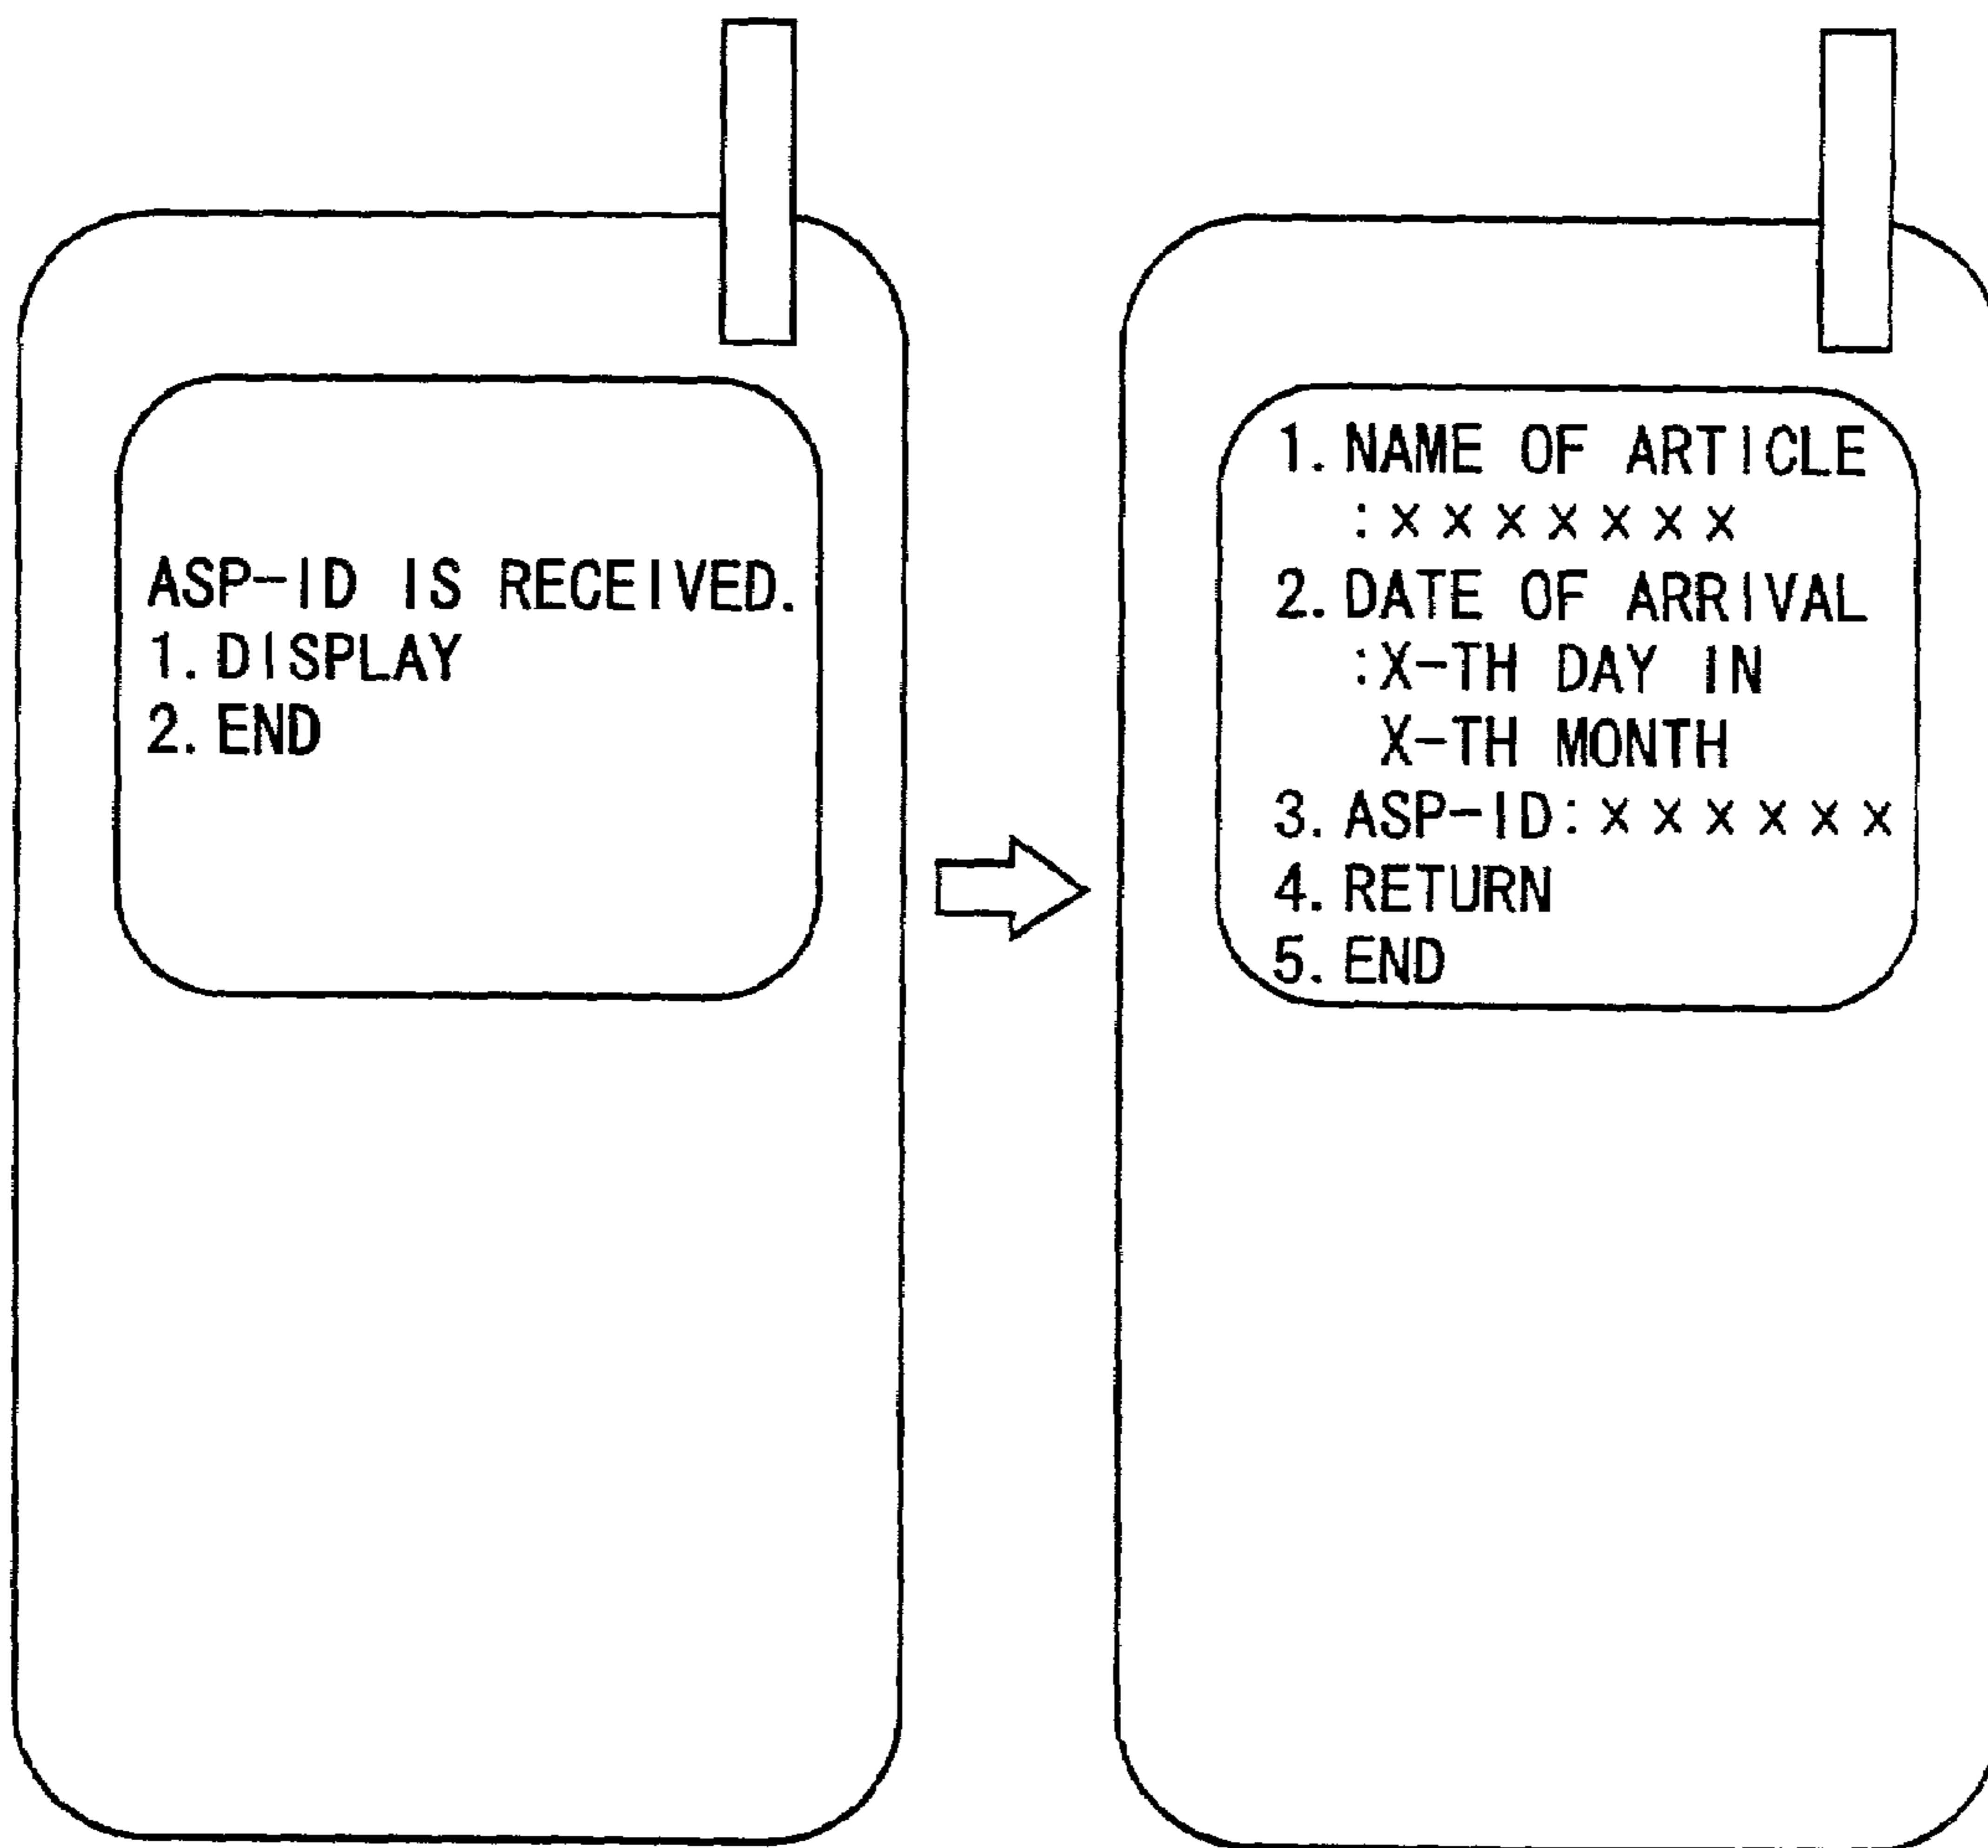 ASP-ID IS RECEIVED.
1. DISPLAY
2. END
1. NAME OF ARTICLE
:×××××××
2. DATE OF ARRIVAL
:X-TH DAY IN
X-TH MONTH
3. ASP-ID:××××××
4. RETURN
5. END